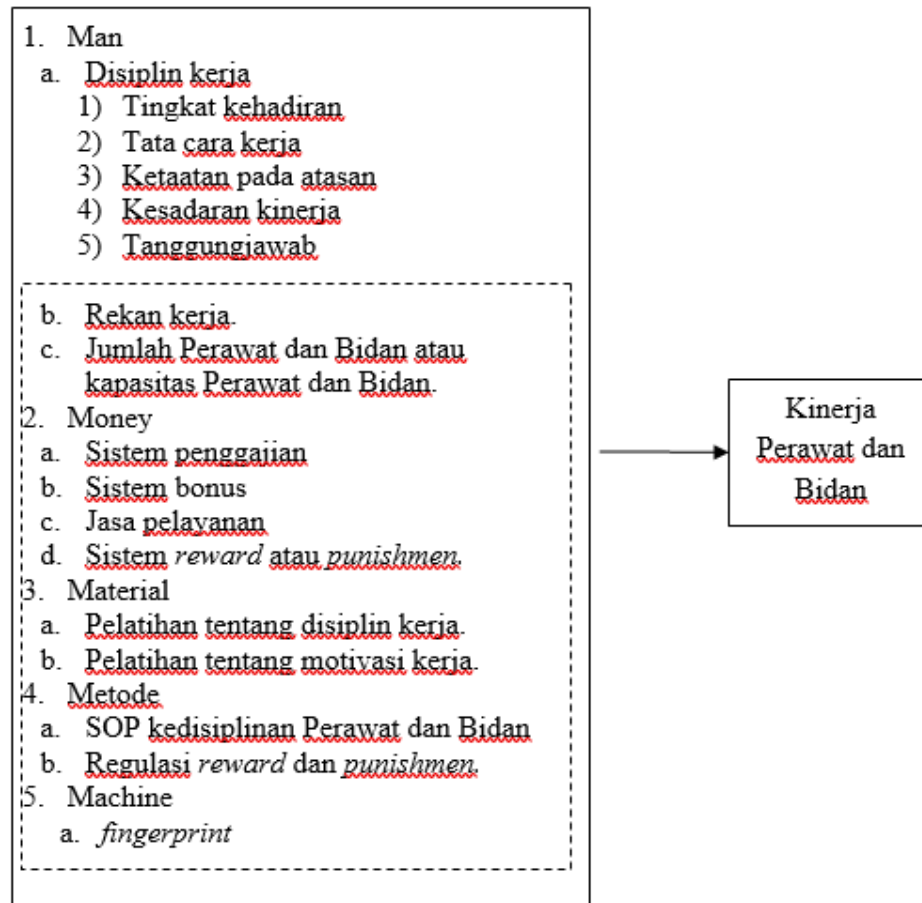 1. Man
a. Disiplin kerja
1) Tingkat kehadiran
2) Tata cara kerja
3) Ketaatan pada atasan
4) Kesadaran kinerja
5) Tanggungjawab
b. Rekan kerja.
c. Jumlah Perawat dan Bidan atau
kapasitas Perawat dan Bidan.
2. Money
a. Sistem penggajian
b. Sistem bonus
c. Jasa pelayanan
d. Sistem reward atau punishmen.
3. Material
a. Pelatihan tentang disiplin kerja.
b. Pelatihan tentang motivasi kerja.
4. Metode
a. SOP kedisiplinan Perawat dan Bidan
b. Regulasi reward dan punishmen.
5. Machine
a. fingerprint
Kinerja
Perawat dan
Bidan